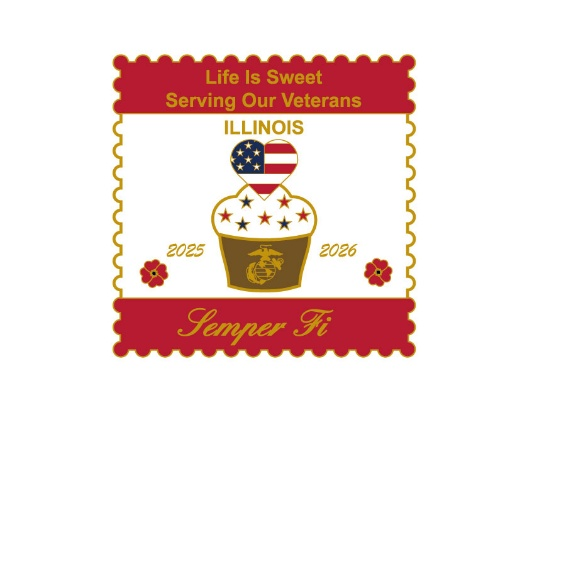 Life Is Sweet
Serving Our Veterans
ILLINOIS
2025 2026
Semper Fi